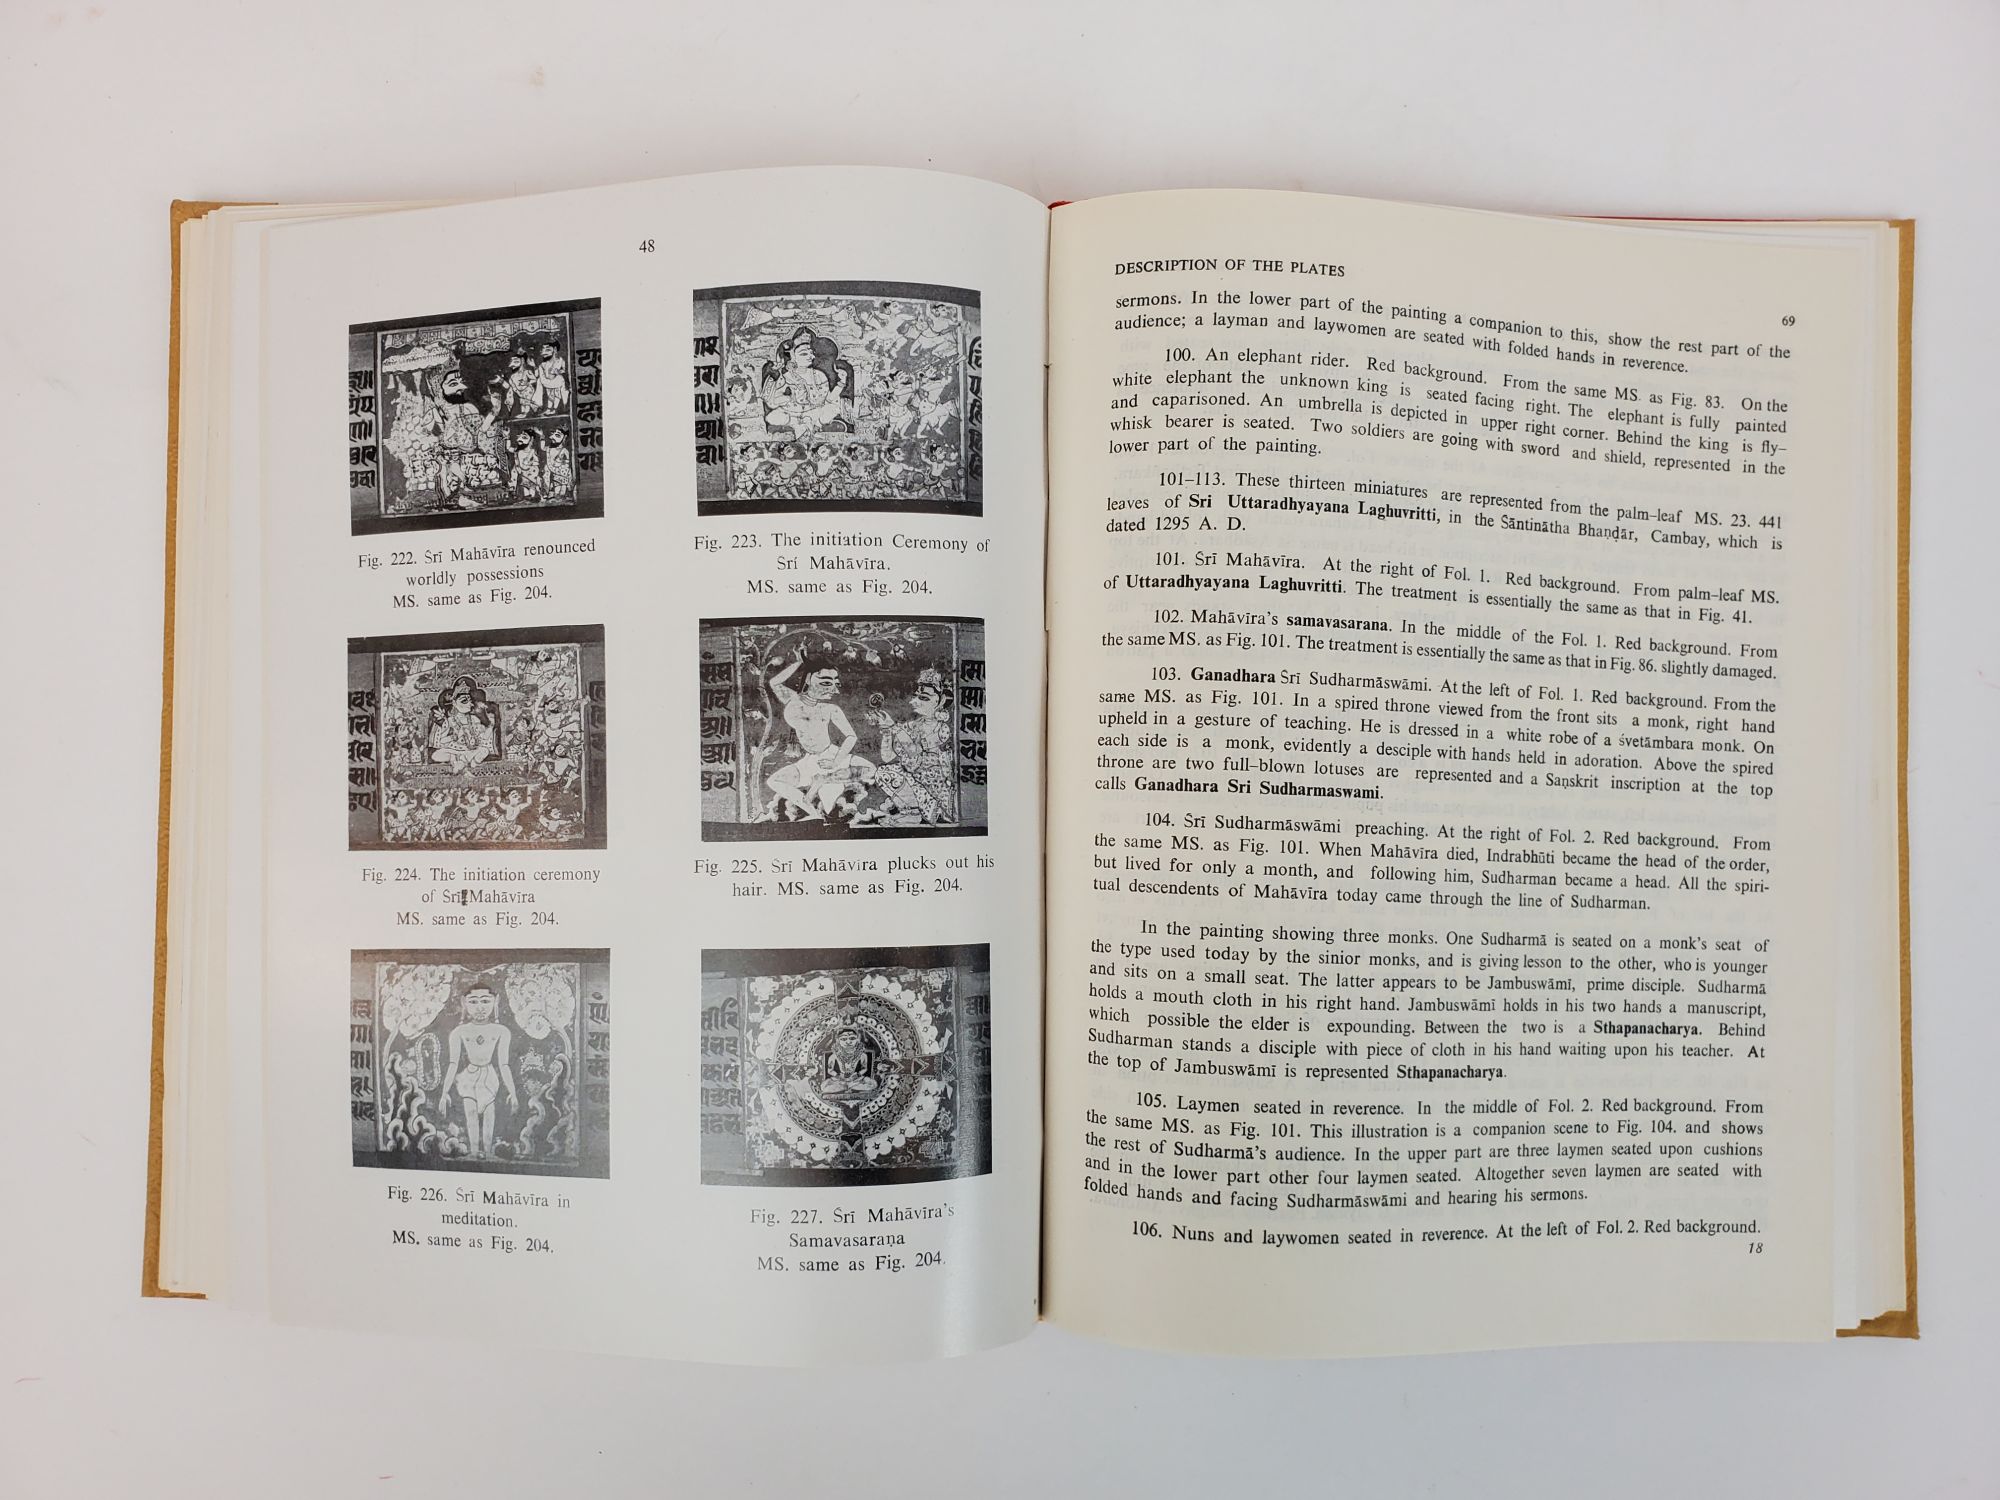 48
Fig. 222. Śrī Mahāvīra renounced
worldly possessions
MS. same as Fig. 204.
Fig. 223. The initiation Ceremony of
Śrí Mahāvīra.
MS. same as Fig. 204.
Fig. 224. The initiation ceremony
of Śrī Mahāvīra
MS. same as Fig. 204.
Fig. 225. Śrī Mahāvīra plucks out his
hair. MS. same as Fig. 204.
Fig. 226. Śrī Mahāvīra in
meditation.
MS. same as Fig. 204.
Fig. 227. Śrī Mahāvīra's
Samavasaraṇa
MS. same as Fig. 204.
DESCRIPTION OF THE PLATES
69
sermons. In the lower part of the painting a companion to this, show the rest part of the
audience; a layman and laywomen are seated with folded hands in reverence.
100. An elephant rider. Red background. From the same MS. as Fig. 83. On the
white elephant the unknown king is seated facing right. The elephant is fully painted
and caparisoned. An umbrella is depicted in upper right corner. Behind the king is fly-
whisk bearer is seated. Two soldiers are going with sword and shield, represented in the
lower part of the painting.
101–113. These thirteen miniatures are represented from the palm–leaf MS. 23. 441
leaves of Sri Uttaradhyayana Laghuvritti, in the Śāntinātha Bhaṇḍār, Cambay, which is
dated 1295 A. D.
101. Śrī Mahāvīra. At the right of Fol. 1. Red background. From palm–leaf MS.
of Uttaradhyayana Laghuvritti. The treatment is essentially the same as that in Fig. 41.
102. Mahāvīra's samavasarana. In the middle of the Fol. 1. Red background. From
the same MS. as Fig. 101. The treatment is essentially the same as that in Fig. 86. slightly damaged.
103. Ganadhara Śrī Sudharmāswāmi. At the left of Fol. 1. Red background. From the
same MS. as Fig. 101. In a spired throne viewed from the front sits a monk, right hand
upheld in a gesture of teaching. He is dressed in a white robe of a śvetāmbara monk. On
each side is a monk, evidently a desciple with hands held in adoration. Above the spired
throne are two full–blown lotuses are represented and a Saṇskrit inscription at the top
calls Ganadhara Sri Sudharmaswami.
104. Śrī Sudharmāswāmi preaching. At the right of Fol. 2. Red background. From
the same MS. as Fig. 101. When Mahāvīra died, Indrabhūti became the head of the order,
but lived for only a month, and following him, Sudharman became a head. All the spiri-
tual descendents of Mahāvīra today came through the line of Sudharman.
In the painting showing three monks. One Sudharmā is seated on a monk's seat of
the type used today by the sinior monks, and is giving lesson to the other, who is younger
and sits on a small seat. The latter appears to be Jambuswāmī, prime disciple. Sudharmā
holds a mouth cloth in his right hand. Jambuswāmī holds in his two hands a manuscript,
which possible the elder is expounding. Between the two is a Sthapanacharya. Behind
Sudharman stands a disciple with piece of cloth in his hand waiting upon his teacher. At
the top of Jambuswāmī is represented Sthapanacharya.
105. Laymen seated in reverence. In the middle of Fol. 2. Red background. From
the same MS. as Fig. 101. This illustration is a companion scene to Fig. 104. and shows
the rest of Sudharmā's audience. In the upper part are three laymen seated upon cushions
and in the lower part other four laymen seated. Altogether seven laymen are seated with
folded hands and facing Sudharmāswāmi and hearing his sermons.
106. Nuns and laywomen seated in reverence. At the left of Fol. 2. Red background.
18